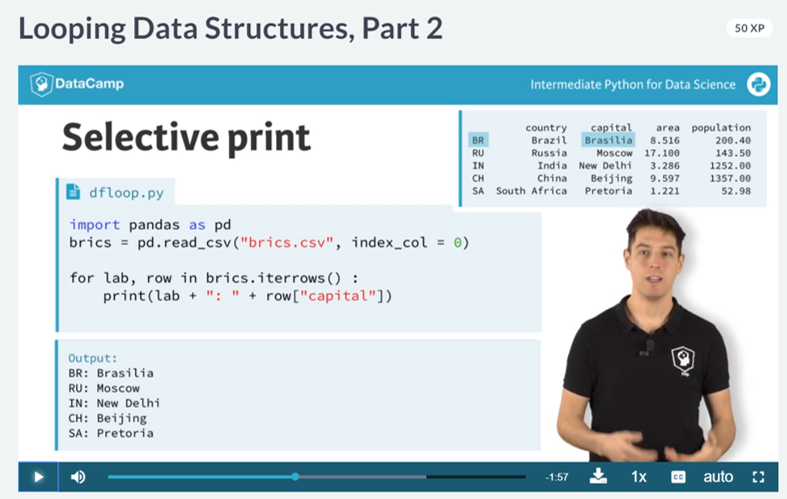 Looping Data Structures, Part 2
50 XP
DataCamp
Intermediate Python for Data Science
Selective print
country capital area population
BR Brazil Brasilia 8.516 200.40
RU Russia Moscow 17.100 143.50
IN India New Delhi 3.286 1252.00
CH China Beijing 9.597 1357.00
SA South Africa Pretoria 1.221 52.98
dfloop.py
import pandas as pd
brics = pd.read_csv("brics.csv", index_col = 0)
for lab, row in brics.iterrows() :
print(lab + ": " + row["capital"])
Output:
BR: Brasilia
RU: Moscow
IN: New Delhi
CH: Beijing
SA: Pretoria
-1:57
1x
CC
auto